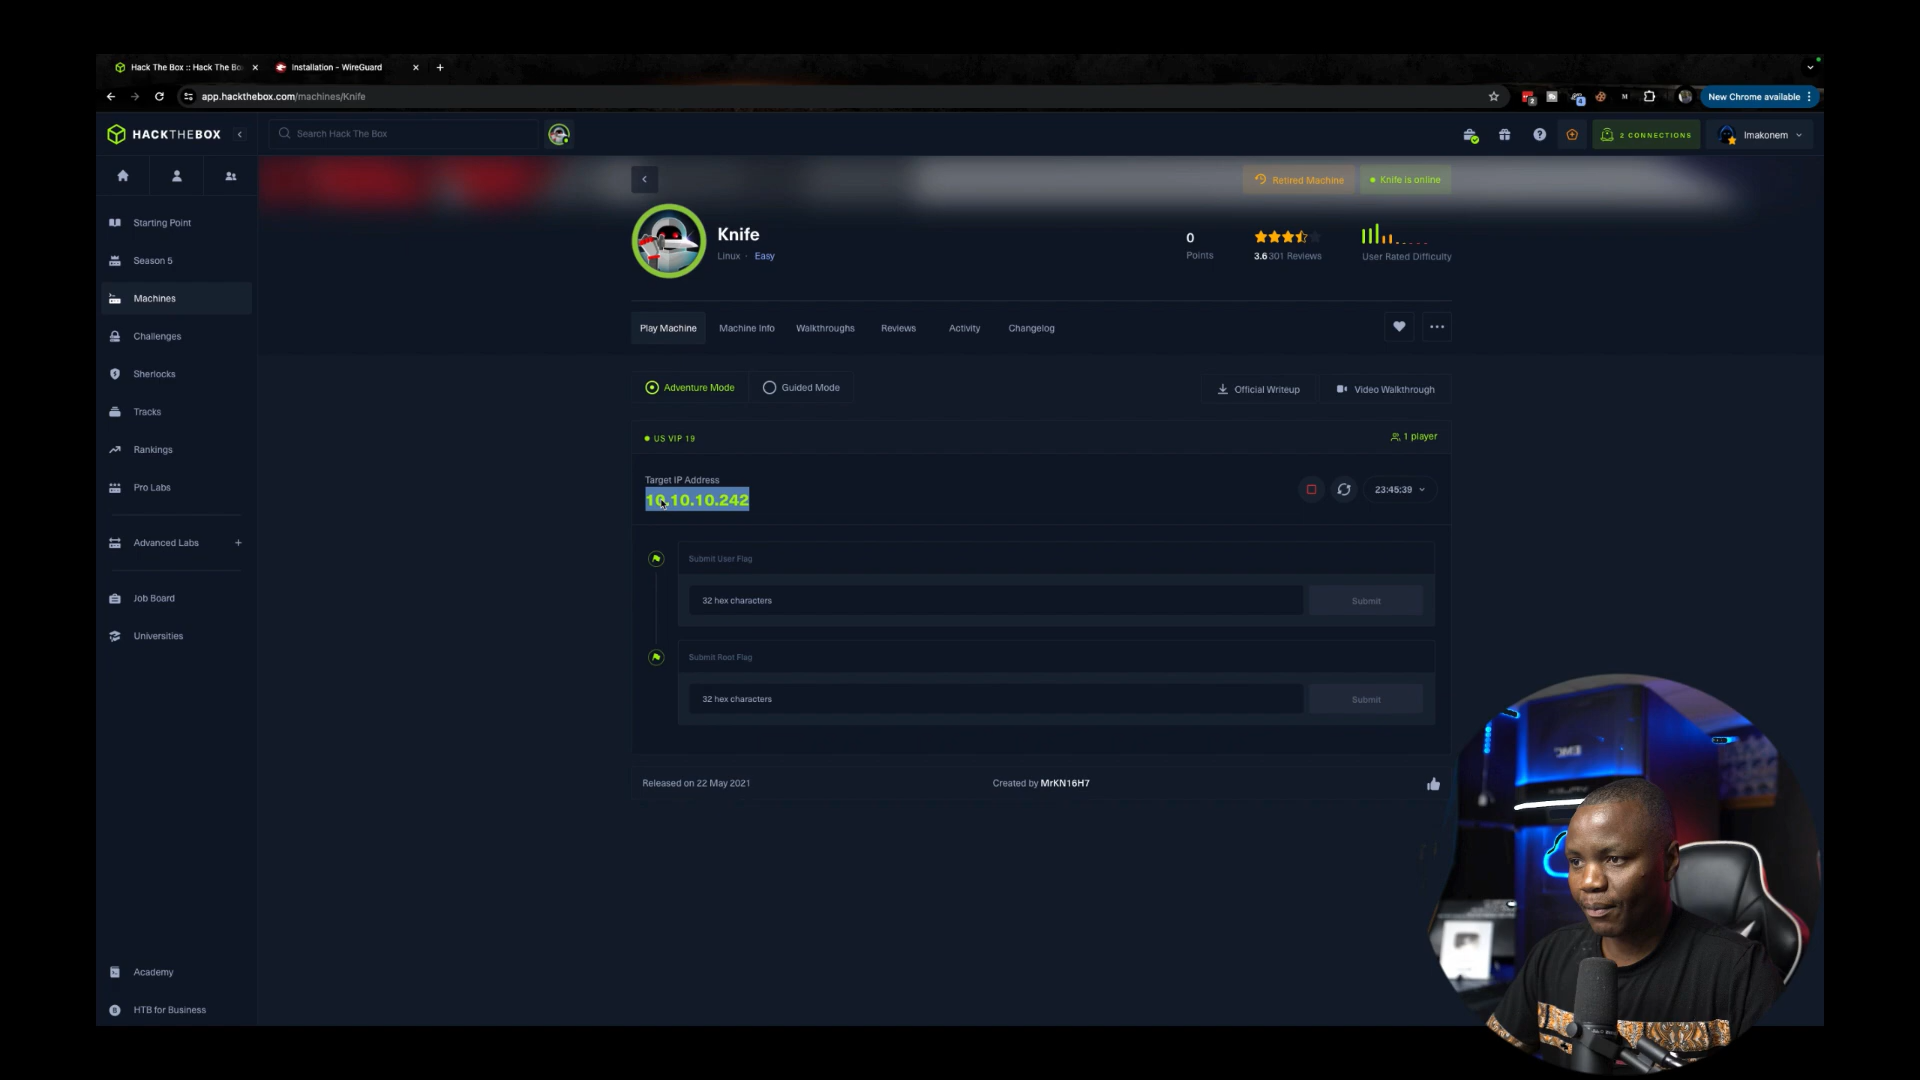 Hack The Box :: Hack The Bo
Installation - WireGuard
app.hackthebox.com/machines/Knife
New Chrome available
HACKTHEBOX
Search Hack The Box
2 CONNECTIONS
lmakonem
Retired Machine
Knife is online
Knife
Linux · Easy
0
Points
3.6 301 Reviews
User Rated Difficulty
Starting Point
Season 5
Machines
Challenges
Sherlocks
Tracks
Rankings
Pro Labs
Advanced Labs
Job Board
Universities
Academy
HTB for Business
Play Machine
Machine Info
Walkthroughs
Reviews
Activity
Changelog
Adventure Mode
Guided Mode
Official Writeup
Video Walkthrough
US VIP 19
1 player
Target IP Address
10.10.10.242
23:45:39
Submit User Flag
32 hex characters
Submit
Submit Root Flag
32 hex characters
Submit
Released on 22 May 2021
Created by MrKN16H7